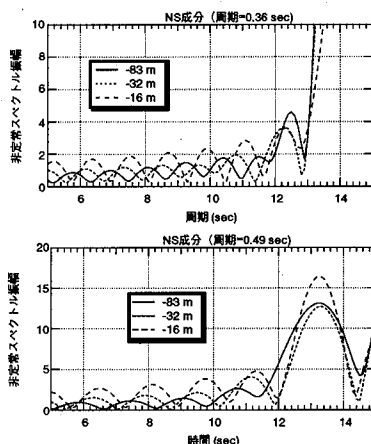 NS成分（周期=0.36 sec)
非定常スペクトル振幅
10
8
6
4
2
0
-83 m
-32 m
-16 m
6 8 10 12 14
周期 (sec)
NS成分（周期=0.49 sec)
非定常スペクトル振幅
20
15
10
5
0
-83 m
-32 m
-16 m
6 8 10 12 14
時間 (sec)